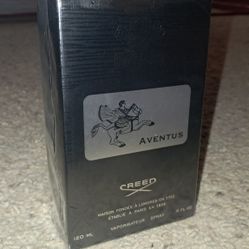 AVENTUS
CREED
MAISON FONDÉE À LONDRES EN 1760
ÉTABLIE À PARIS EN 1854
120 ML
VAPORISATEUR SPRAY